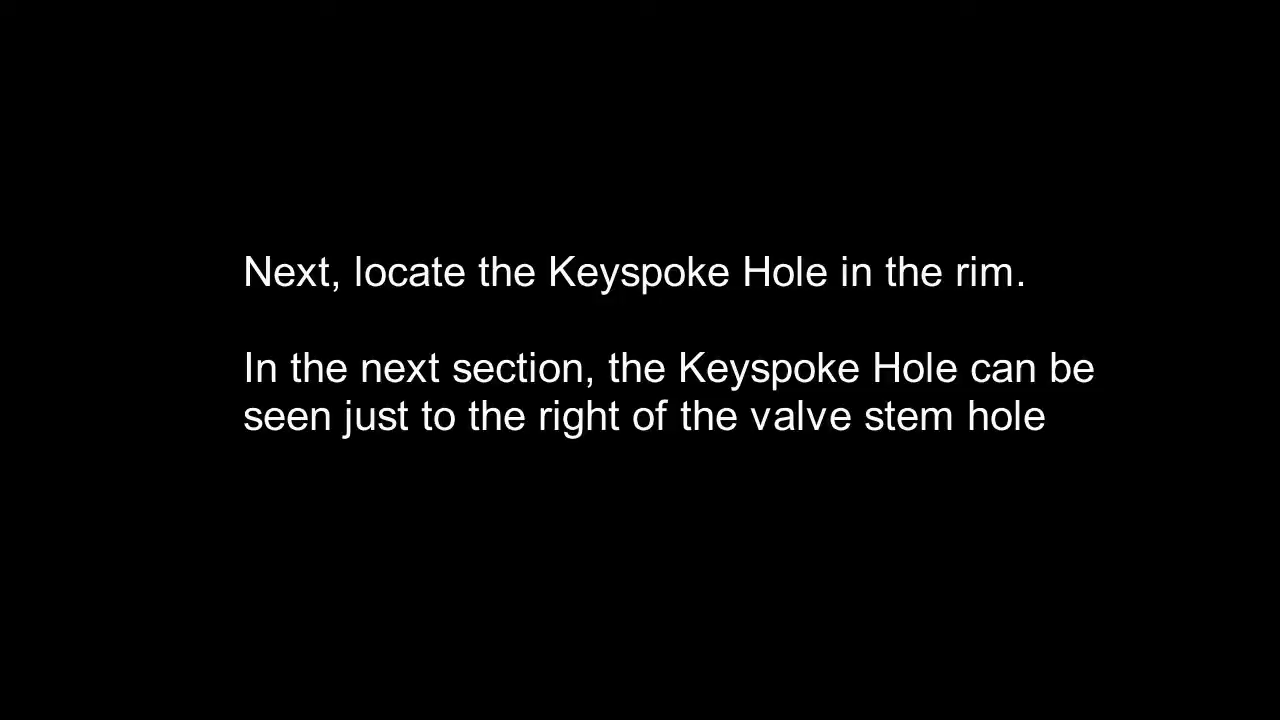 Next, locate the Keyspoke Hole in the rim.
In the next section, the Keyspoke Hole can be
seen just to the right of the valve stem hole